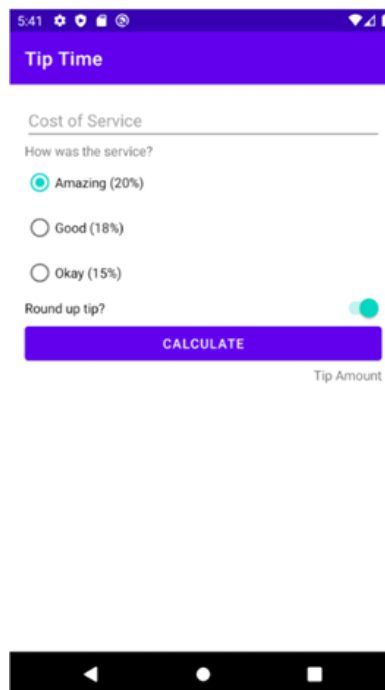 5:41
Tip Time
Cost of Service
How was the service?
Amazing (20%)
Good (18%)
Okay (15%)
Round up tip?
CALCULATE
Tip Amount